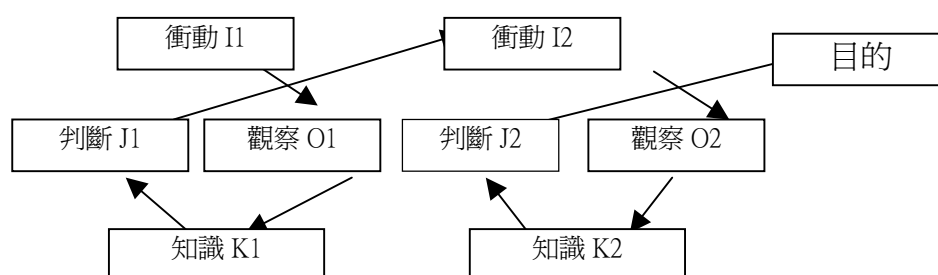 衝動 I1
衝動 I2
目的
判斷 J1
觀察 O1
判斷 J2
觀察 O2
知識 K1
知識 K2